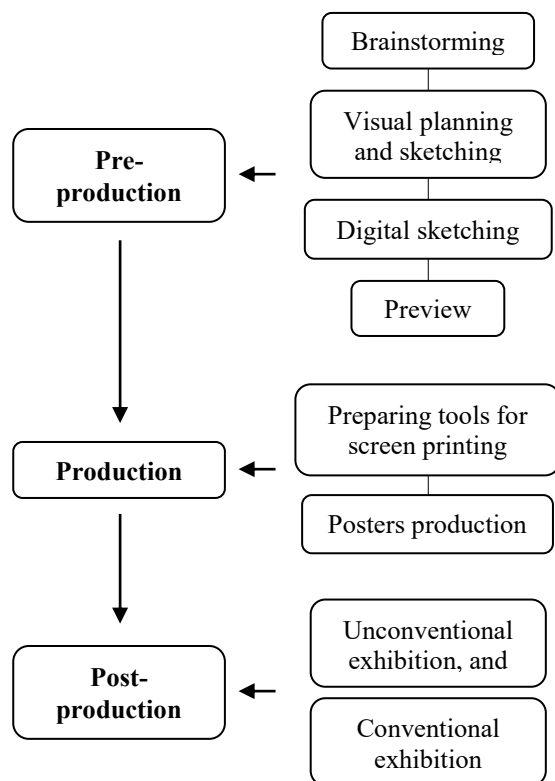 Brainstorming
Visual planning
and sketching
Pre-
production
Digital sketching
Preview
Preparing tools for
screen printing
Production
Posters production
Unconventional
exhibition, and
Post-
production
Conventional
exhibition